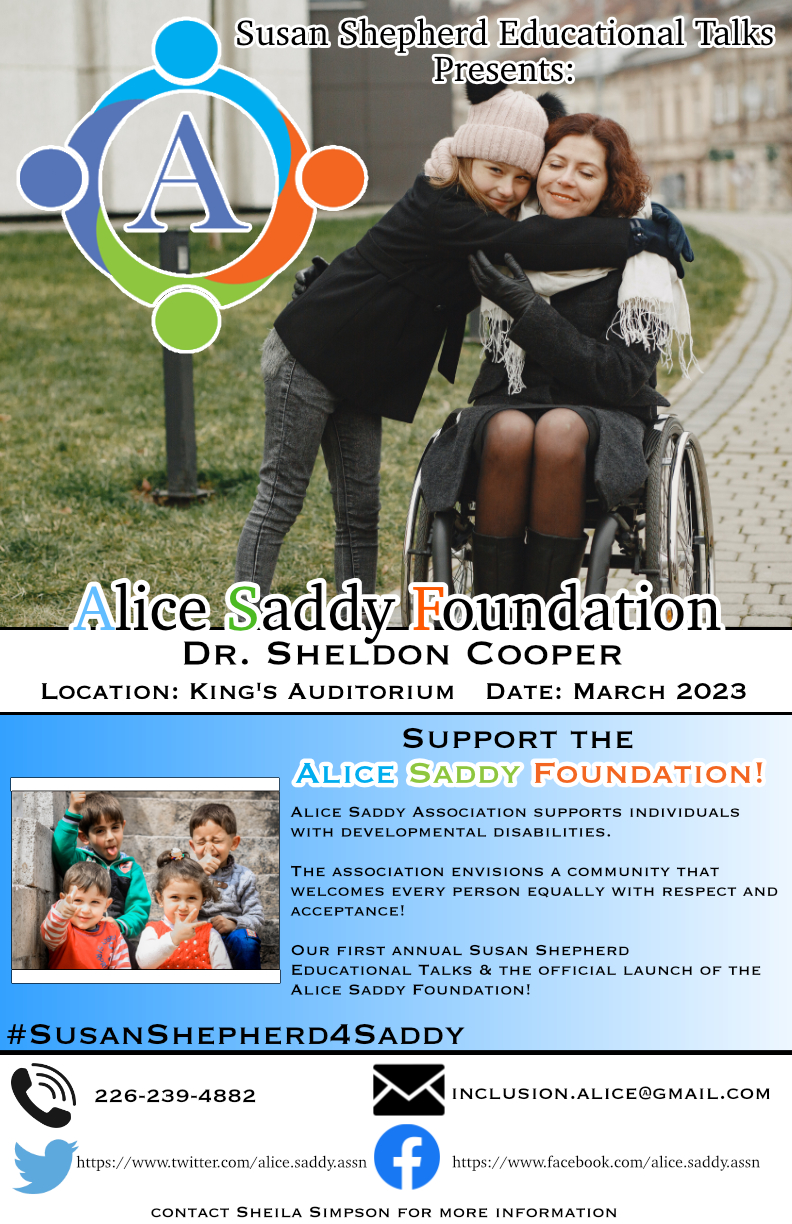 Susan Shepherd Educational Talks
Presents:
A
Alice Saddy Foundation
Dr. Sheldon Cooper
Location: King's Auditorium Date: March 2023
Support the
Alice Saddy Foundation!
Alice Saddy Association supports individuals
with developmental disabilities.
The association envisions a community that
welcomes every person equally with respect and
acceptance!
Our first annual Susan Shepherd
Educational Talks & the official launch of the
Alice Saddy Foundation!
#SusanShepherd4Saddy
226-239-4882
inclusion.alice@gmail.com
https://www.twitter.com/alice.saddy.assn
https://www.facebook.com/alice.saddy.assn
contact Sheila Simpson for more information